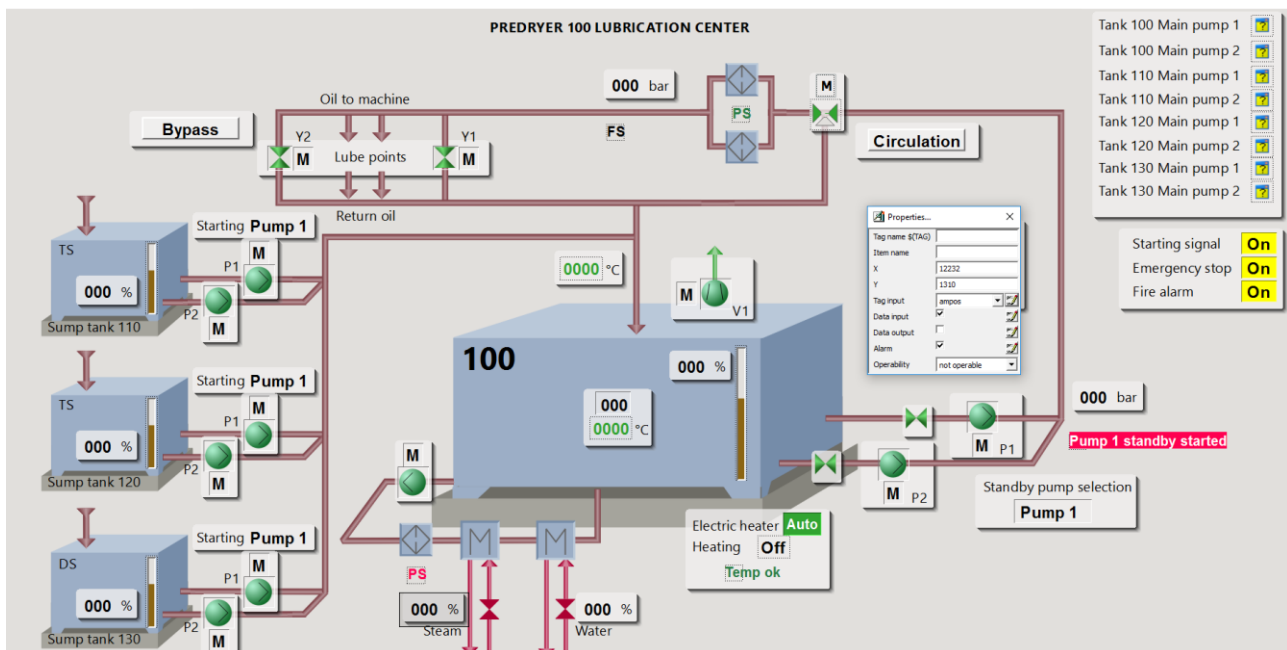 PREDRYER 100 LUBRICATION CENTER
Tank 100 Main pump 1
Tank 100 Main pump 2
Tank 110 Main pump 1
Tank 110 Main pump 2
Tank 120 Main pump 1
Tank 120 Main pump 2
Tank 130 Main pump 1
Tank 130 Main pump 2
000 bar
M
Oil to machine
PS
Bypass
FS
Y2
Y1
M
Lube points
M
Circulation
Return oil
Properties...
Tag name $(TAG)
Item name
X 12232
Y 1310
Tag input ampos
Data input
Data output
Alarm
Operability not operable
Starting signal On
Emergency stop On
Fire alarm On
Starting Pump 1
TS
M
P1
000 %
P2
M
Sump tank 110
0000 °C
M
V1
100
000 %
000
0000 °C
Starting Pump 1
TS
M
P1
000 %
P2
M
Sump tank 120
000 bar
M P1
Pump 1 standby started
M P2
Standby pump selection
Pump 1
M
Electric heater Auto
Heating Off
Temp ok
Starting Pump 1
DS
M
P1
000 %
P2
M
Sump tank 130
M
M
PS
000 %
Steam
000 %
Water